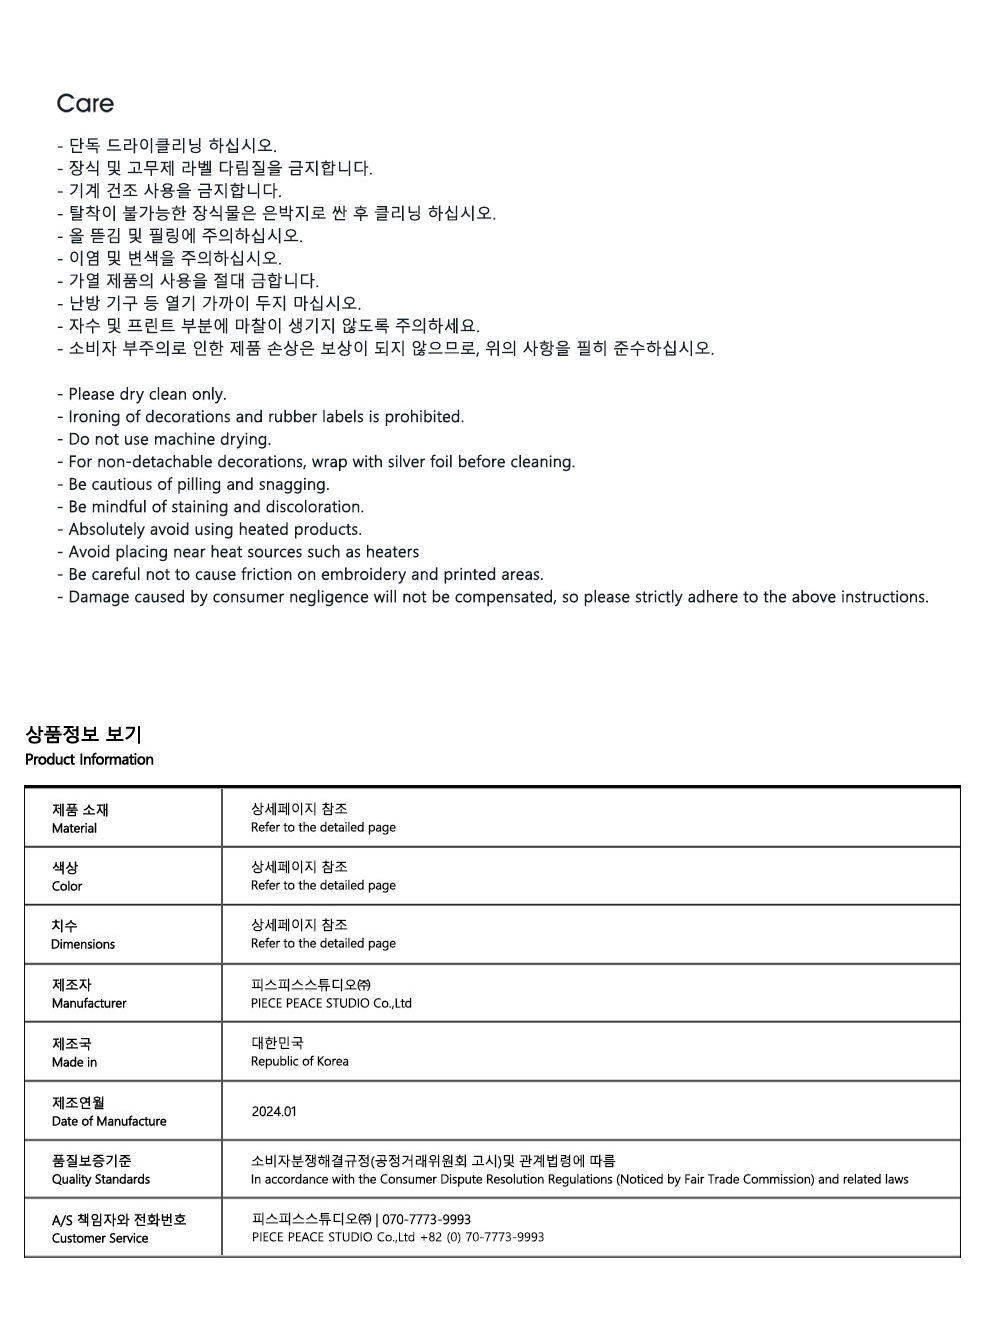 Care
- 단독 드라이클리닝 하십시오.
- 장식 및 고무제 라벨 다림질을 금지합니다.
- 기계 건조 사용을 금지합니다.
- 탈착이 불가능한 장식물은 은박지로 싼 후 클리닝 하십시오.
- 올 뜯김 및 필링에 주의하십시오.
- 이염 및 변색을 주의하십시오.
- 가열 제품의 사용을 절대 금합니다.
- 난방 기구 등 열기 가까이 두지 마십시오.
- 자수 및 프린트 부분에 마찰이 생기지 않도록 주의하세요.
- 소비자 부주의로 인한 제품 손상은 보상이 되지 않으므로, 위의 사항을 필히 준수하십시오.
- Please dry clean only.
- Ironing of decorations and rubber labels is prohibited.
- Do not use machine drying.
- For non-detachable decorations, wrap with silver foil before cleaning.
- Be cautious of pilling and snagging.
- Be mindful of staining and discoloration.
- Absolutely avoid using heated products.
- Avoid placing near heat sources such as heaters
- Be careful not to cause friction on embroidery and printed areas.
- Damage caused by consumer negligence will not be compensated, so please strictly adhere to the above instructions.
상품정보 보기
Product Information
제품 소재
Material
상세페이지 참조
Refer to the detailed page
색상
Color
상세페이지 참조
Refer to the detailed page
치수
Dimensions
상세페이지 참조
Refer to the detailed page
제조자
Manufacturer
피스피스스튜디오㈜
PIECE PEACE STUDIO Co.,Ltd
제조국
Made in
대한민국
Republic of Korea
제조연월
Date of Manufacture
2024.01
품질보증기준
Quality Standards
소비자분쟁해결규정(공정거래위원회 고시)및 관계법령에 따름
In accordance with the Consumer Dispute Resolution Regulations (Noticed by Fair Trade Commission) and related laws
A/S 책임자와 전화번호
Customer Service
피스피스스튜디오㈜ | 070-7773-9993
PIECE PEACE STUDIO Co.,Ltd +82 (0) 70-7773-9993